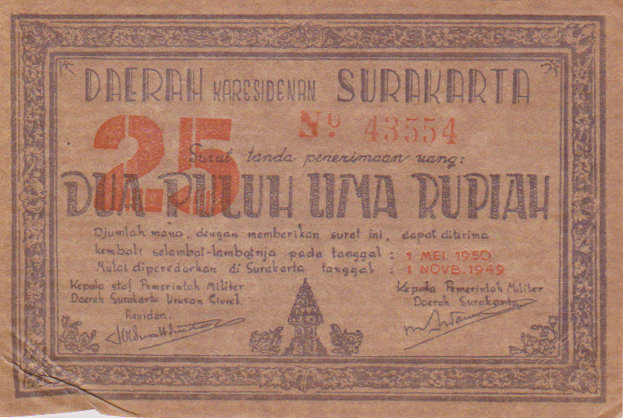 DAERAH KARESIDENAN SURAKARTA
25
No 43554
Surat tanda penerimaan uang:
DUA PULUH LIMA RUPIAH
Djumlah mana, dengan memberikan surat ini, dapat diterima
kembali selambat-lambatnja pada tanggal : 1 MEI 1950
Mulai diperedarkan di Surakarta tanggal : 1 NOVB. 1949
Kepala staf Pemerintah Militer
Daerah Surakarta Urusan Civiel.
Residen.
Kepala Pemerintah Militer
Daerah Surakarta